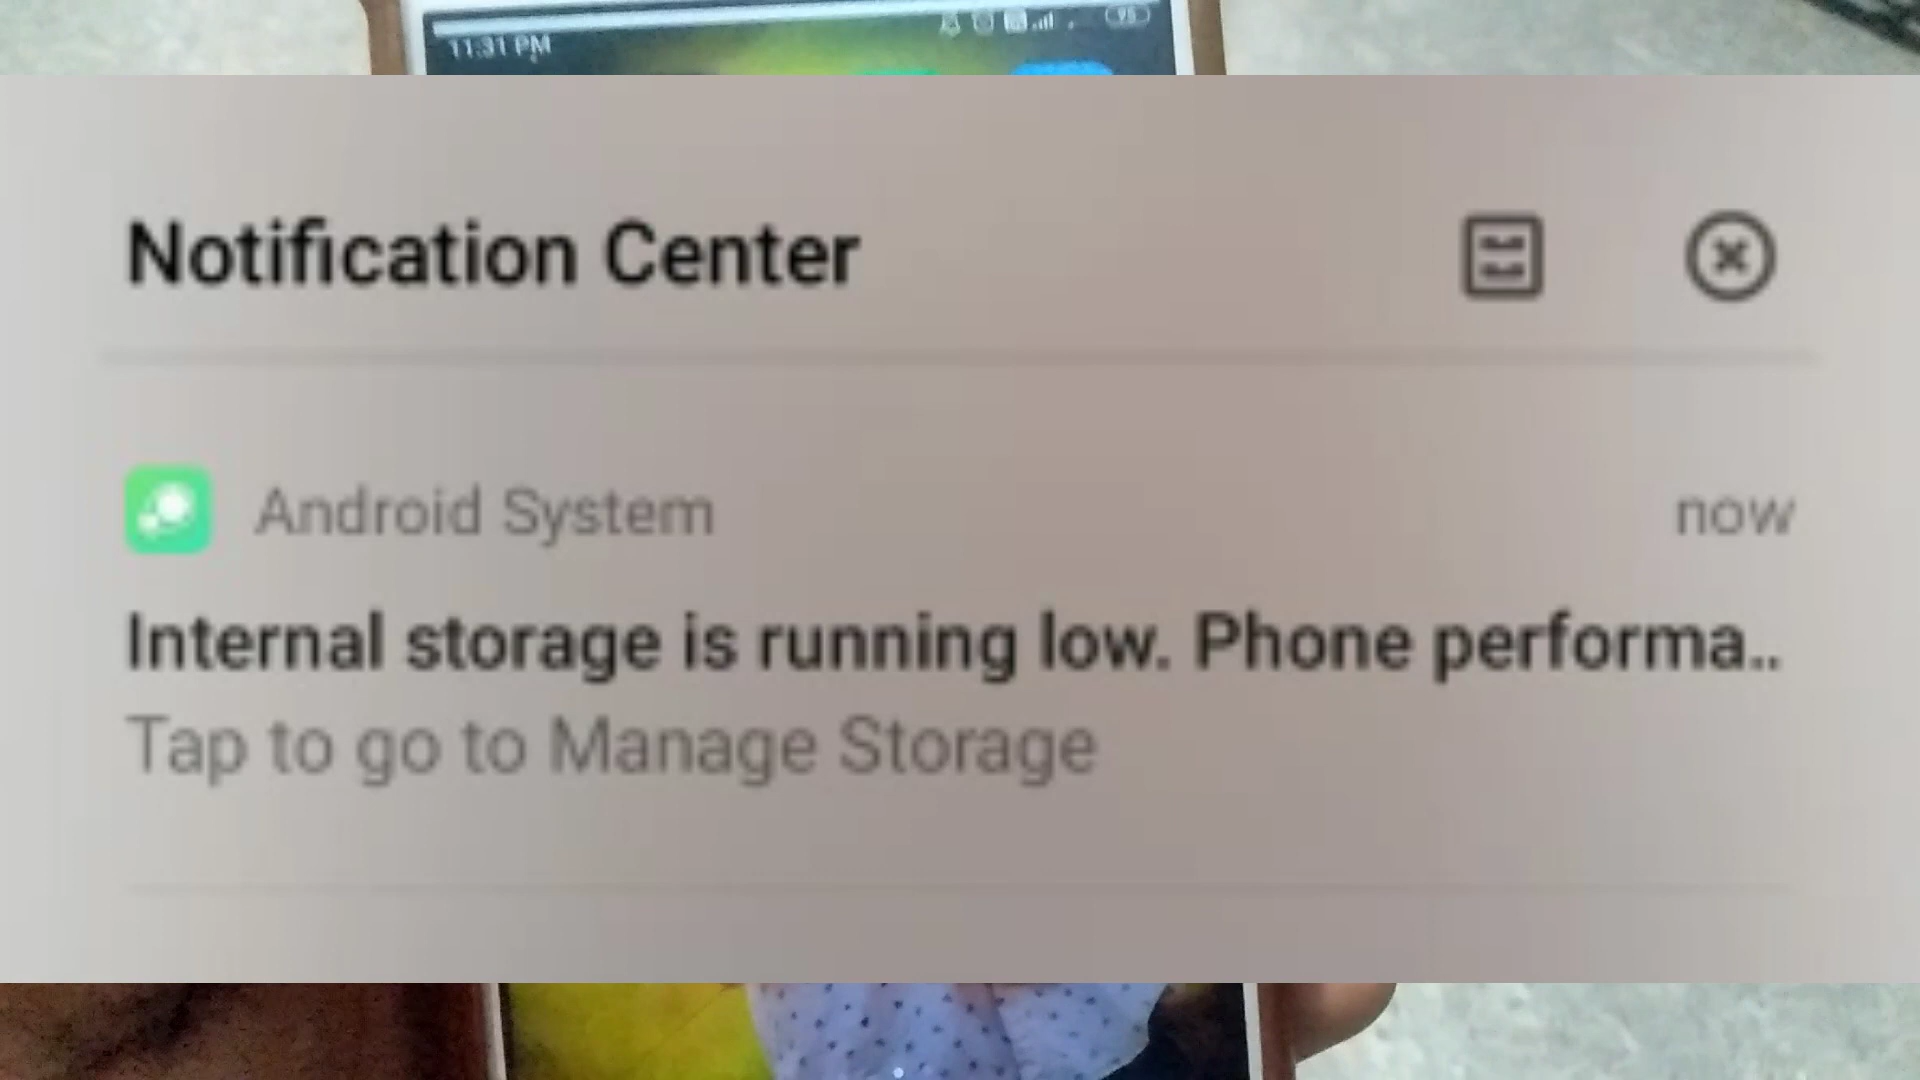 11:31 PM
95
Notification Center
Android System
now
Internal storage is running low. Phone performa..
Tap to go to Manage Storage